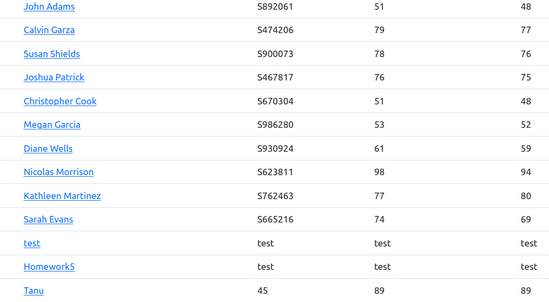 John Adams S892061 51 48
Calvin Garza S474206 79 77
Susan Shields S900073 78 76
Joshua Patrick S467817 76 75
Christopher Cook S670304 51 48
Megan Garcia S986280 53 52
Diane Wells S930924 61 59
Nicolas Morrison S623811 98 94
Kathleen Martinez S762463 77 80
Sarah Evans S665216 74 69
test test test test
Homework5 test test test
Tanu 45 89 89